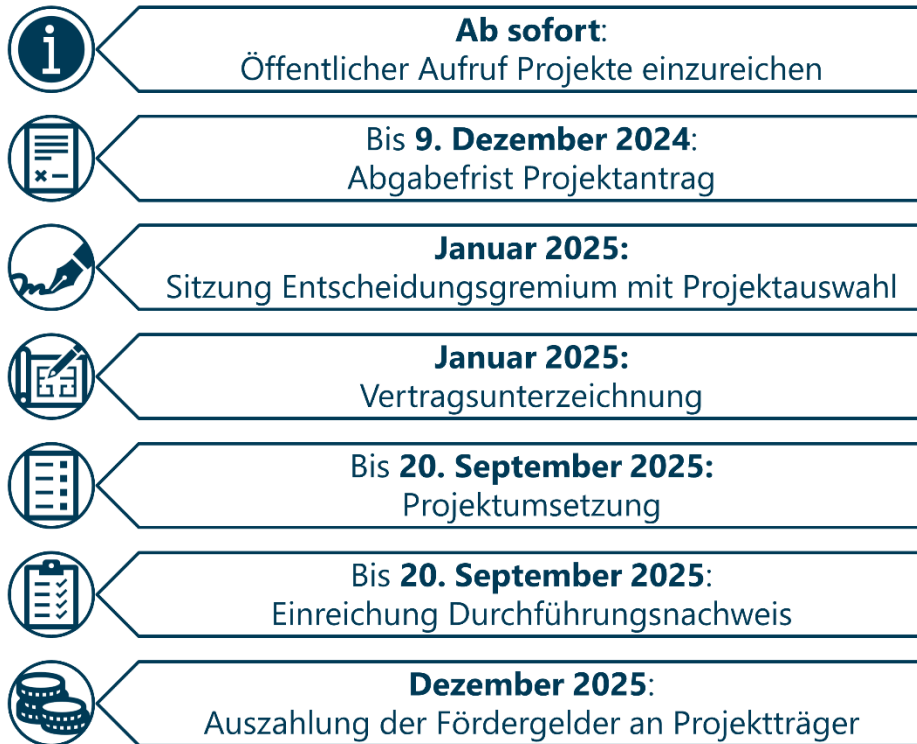 Ab sofort:
Öffentlicher Aufruf Projekte einzureichen
Bis 9. Dezember 2024:
Abgabefrist Projektantrag
Januar 2025:
Sitzung Entscheidungsgremium mit Projektauswahl
Januar 2025:
Vertragsunterzeichnung
Bis 20. September 2025:
Projektumsetzung
Bis 20. September 2025:
Einreichung Durchführungsnachweis
Dezember 2025:
Auszahlung der Fördergelder an Projektträger